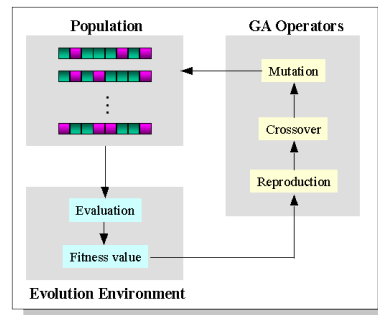 Population
GA Operators
Mutation
Crossover
Reproduction
Evaluation
Fitness value
Evolution Environment